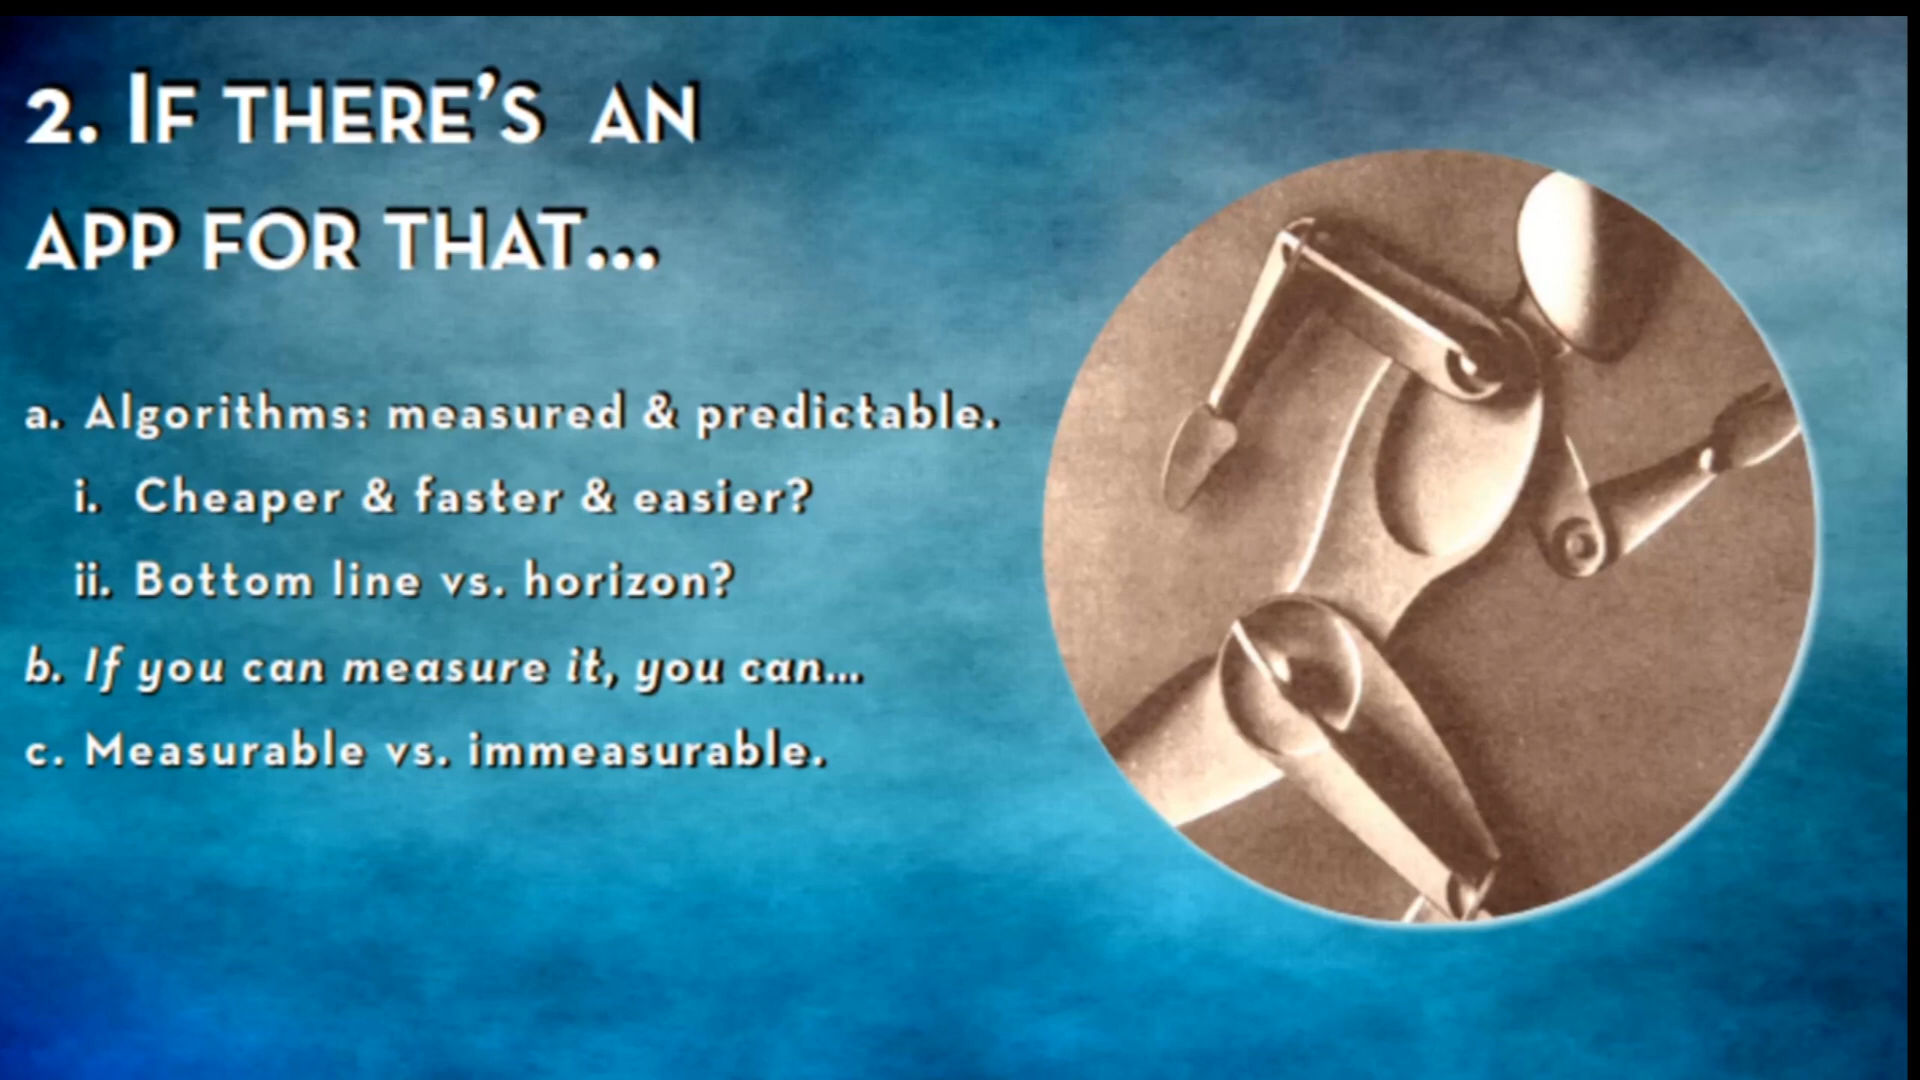 2. IF THERE'S AN
APP FOR THAT...
a. Algorithms: measured & predictable.
i. Cheaper & faster & easier?
ii. Bottom line vs. horizon?
b. If you can measure it, you can...
c. Measurable vs. immeasurable.